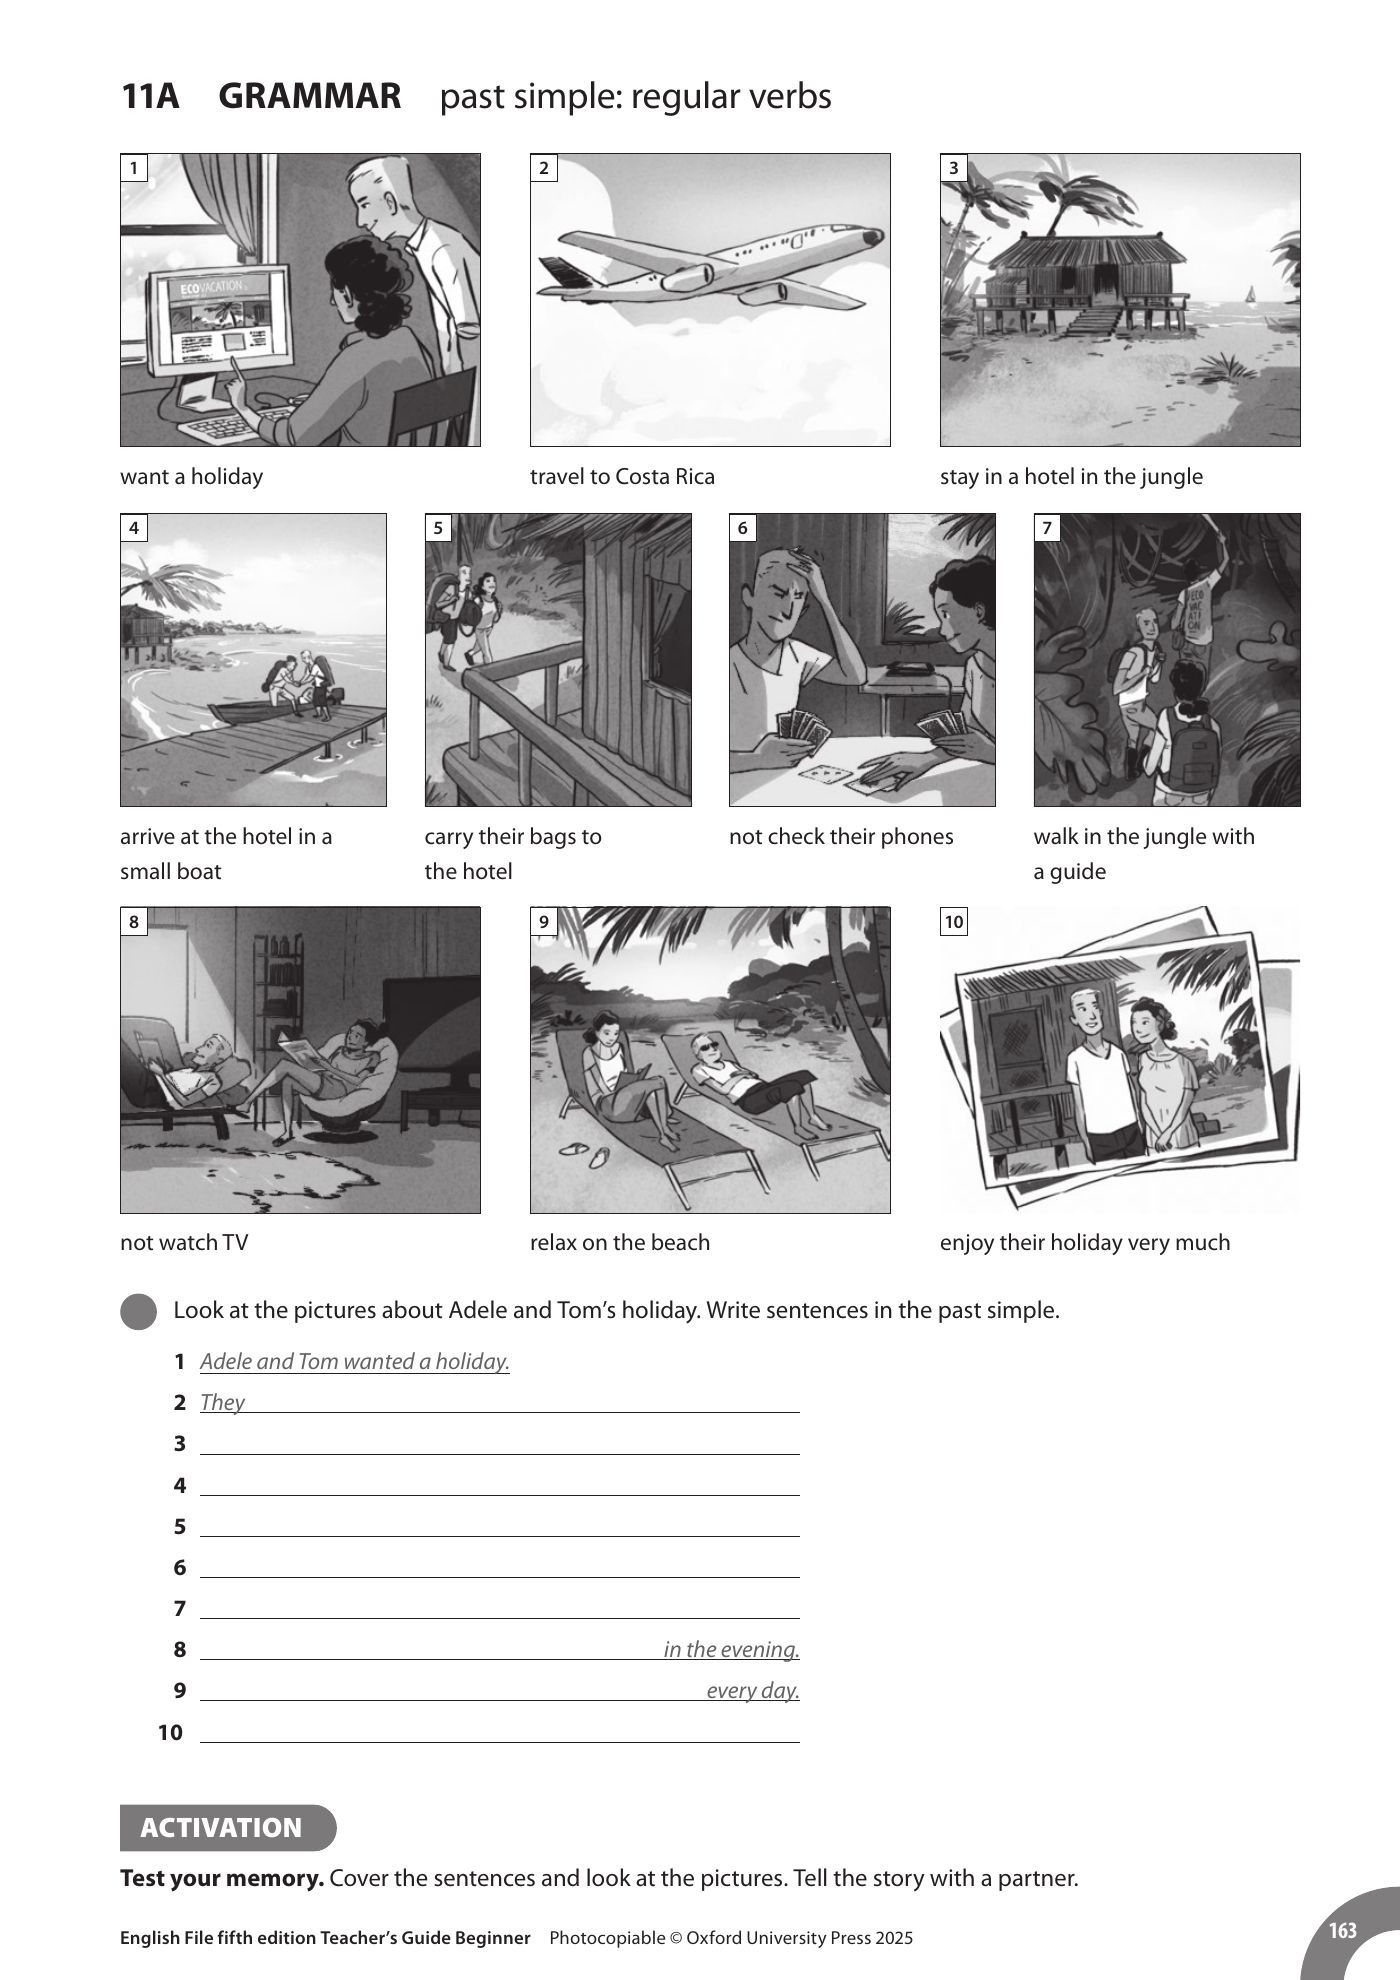 11A GRAMMAR past simple: regular verbs
1
2
3
ECOVACATION
want a holiday
travel to Costa Rica
stay in a hotel in the jungle
4
5
6
7
ECO
VAC
ATI
ON
arrive at the hotel in a
small boat
carry their bags to
the hotel
not check their phones
walk in the jungle with
a guide
8
9
10
not watch TV
relax on the beach
enjoy their holiday very much
Look at the pictures about Adele and Tom’s holiday. Write sentences in the past simple.
1 Adele and Tom wanted a holiday.
2 They
3
4
5
6
7
8 in the evening.
9 every day.
10
ACTIVATION
Test your memory. Cover the sentences and look at the pictures. Tell the story with a partner.
English File fifth edition Teacher’s Guide Beginner Photocopiable © Oxford University Press 2025
163